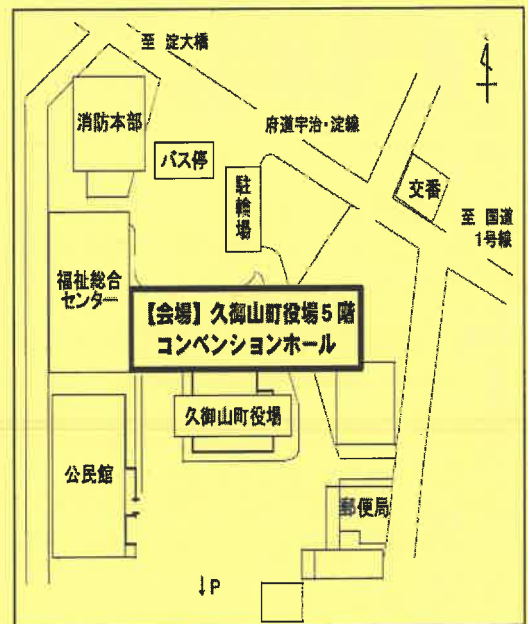 至 淀大橋
消防本部
バス停
府道宇治・淀線
駐輪場
交番
至 国道
1号線
福祉総合
センター
【会場】久御山町役場5階
コンベンションホール
久御山町役場
公民館
郵便局
↓P